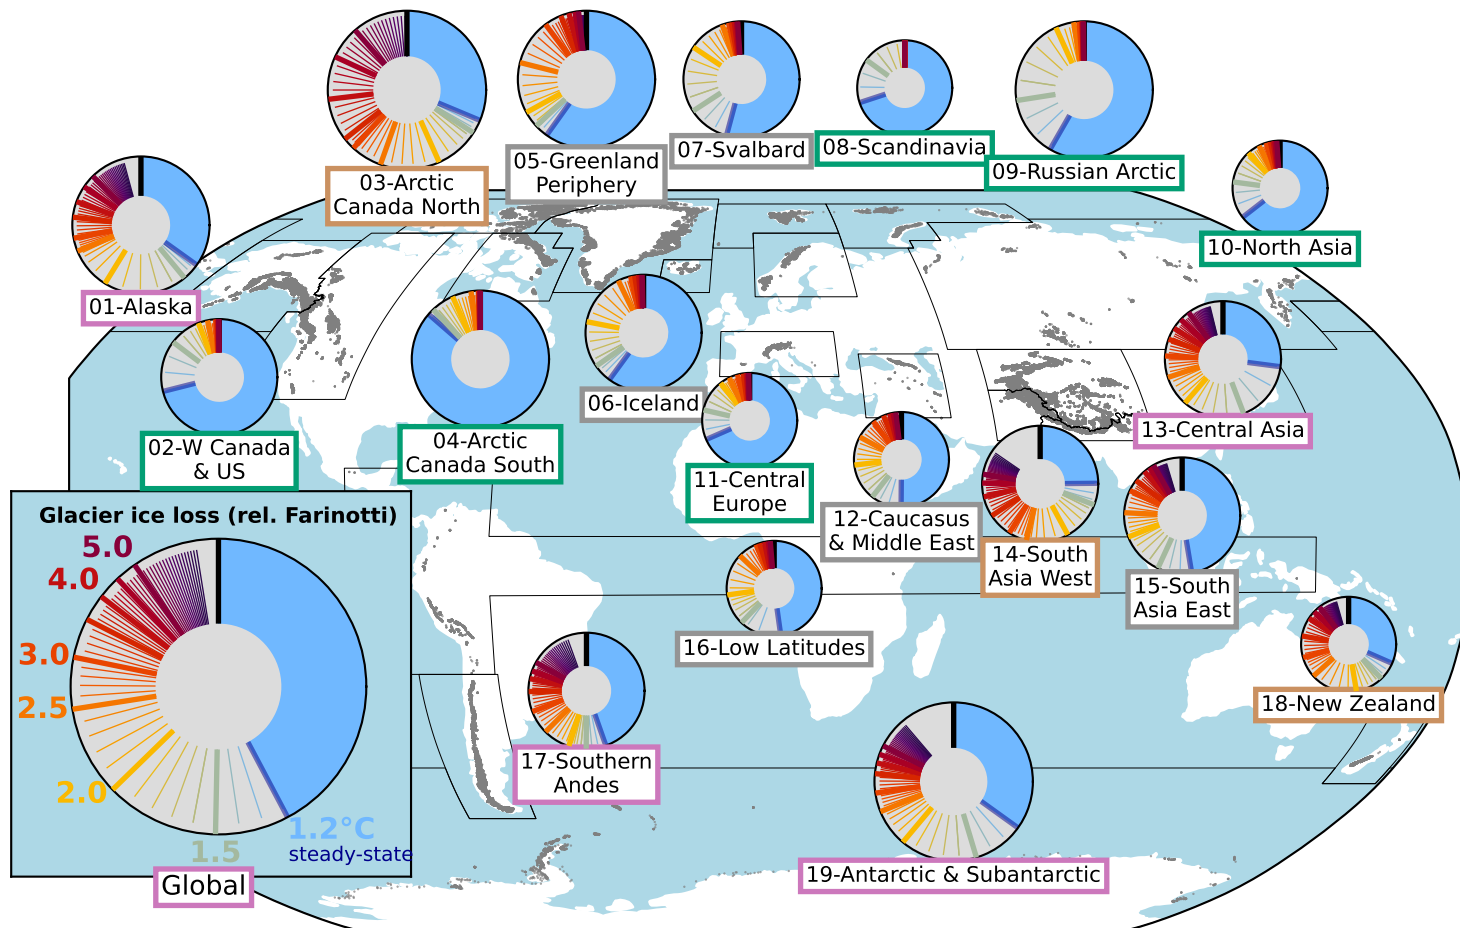 03-Arctic
Canada North
05-Greenland
Periphery
07-Svalbard
08-Scandinavia
09-Russian Arctic
10-North Asia
01-Alaska
02-W Canada
& US
04-Arctic
Canada South
06-Iceland
11-Central
Europe
12-Caucasus
& Middle East
13-Central Asia
14-South
Asia West
15-South
Asia East
16-Low Latitudes
17-Southern
Andes
18-New Zealand
19-Antarctic & Subantarctic
Glacier ice loss (rel. Farinotti)
5.0
4.0
3.0
2.5
2.0
1.5
1.2°C
steady-state
Global